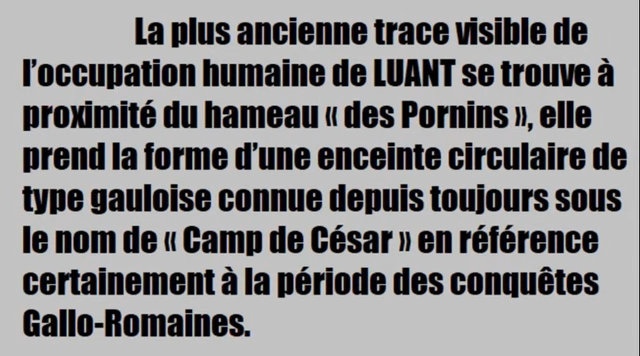 La plus ancienne trace visible de
l’occupation humaine de LUANT se trouve à
proximité du hameau « des Pornins », elle
prend la forme d’une enceinte circulaire de
type gauloise connue depuis toujours sous
le nom de « Camp de César » en référence
certainement à la période des conquêtes
Gallo-Romaines.